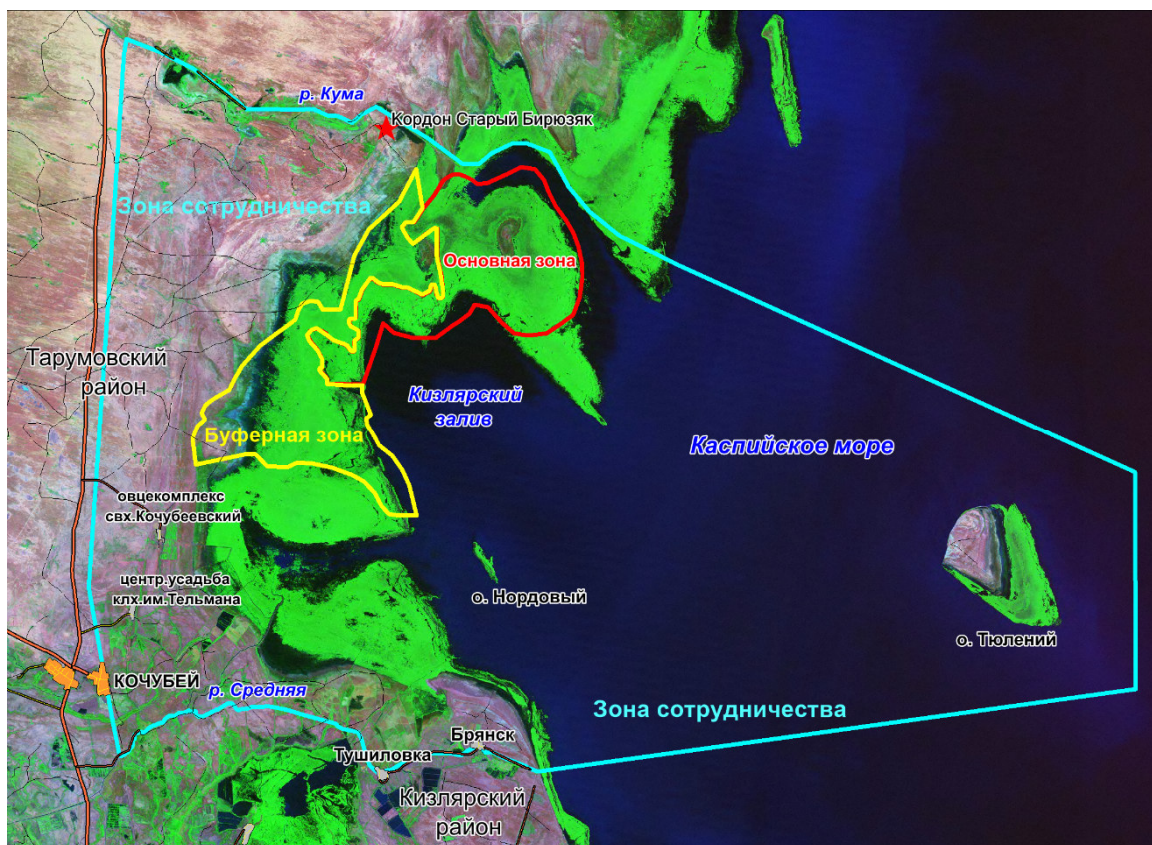 р. Кума
Кордон Старый Бирюзяк
Зона сотрудничества
Основная зона
Тарумовский
район
Кизлярский
залив
Буферная зона
Каспийское море
овцекомплекс
свх.Кочубеевский
центр.усадьба
клх.им.Тельмана
о. Нордовый
о. Тюлений
КОЧУБЕЙ
р. Средняя
Зона сотрудничества
Брянск
Тушиловка
Кизлярский
район